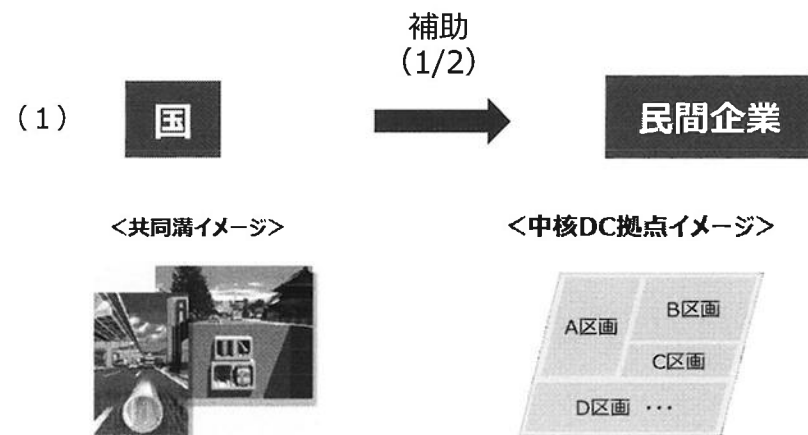 補助
（1/2）
（1）
国
民間企業
＜共同溝イメージ＞
＜中核DC拠点イメージ＞
A区画
B区画
C区画
D区画 ・・・